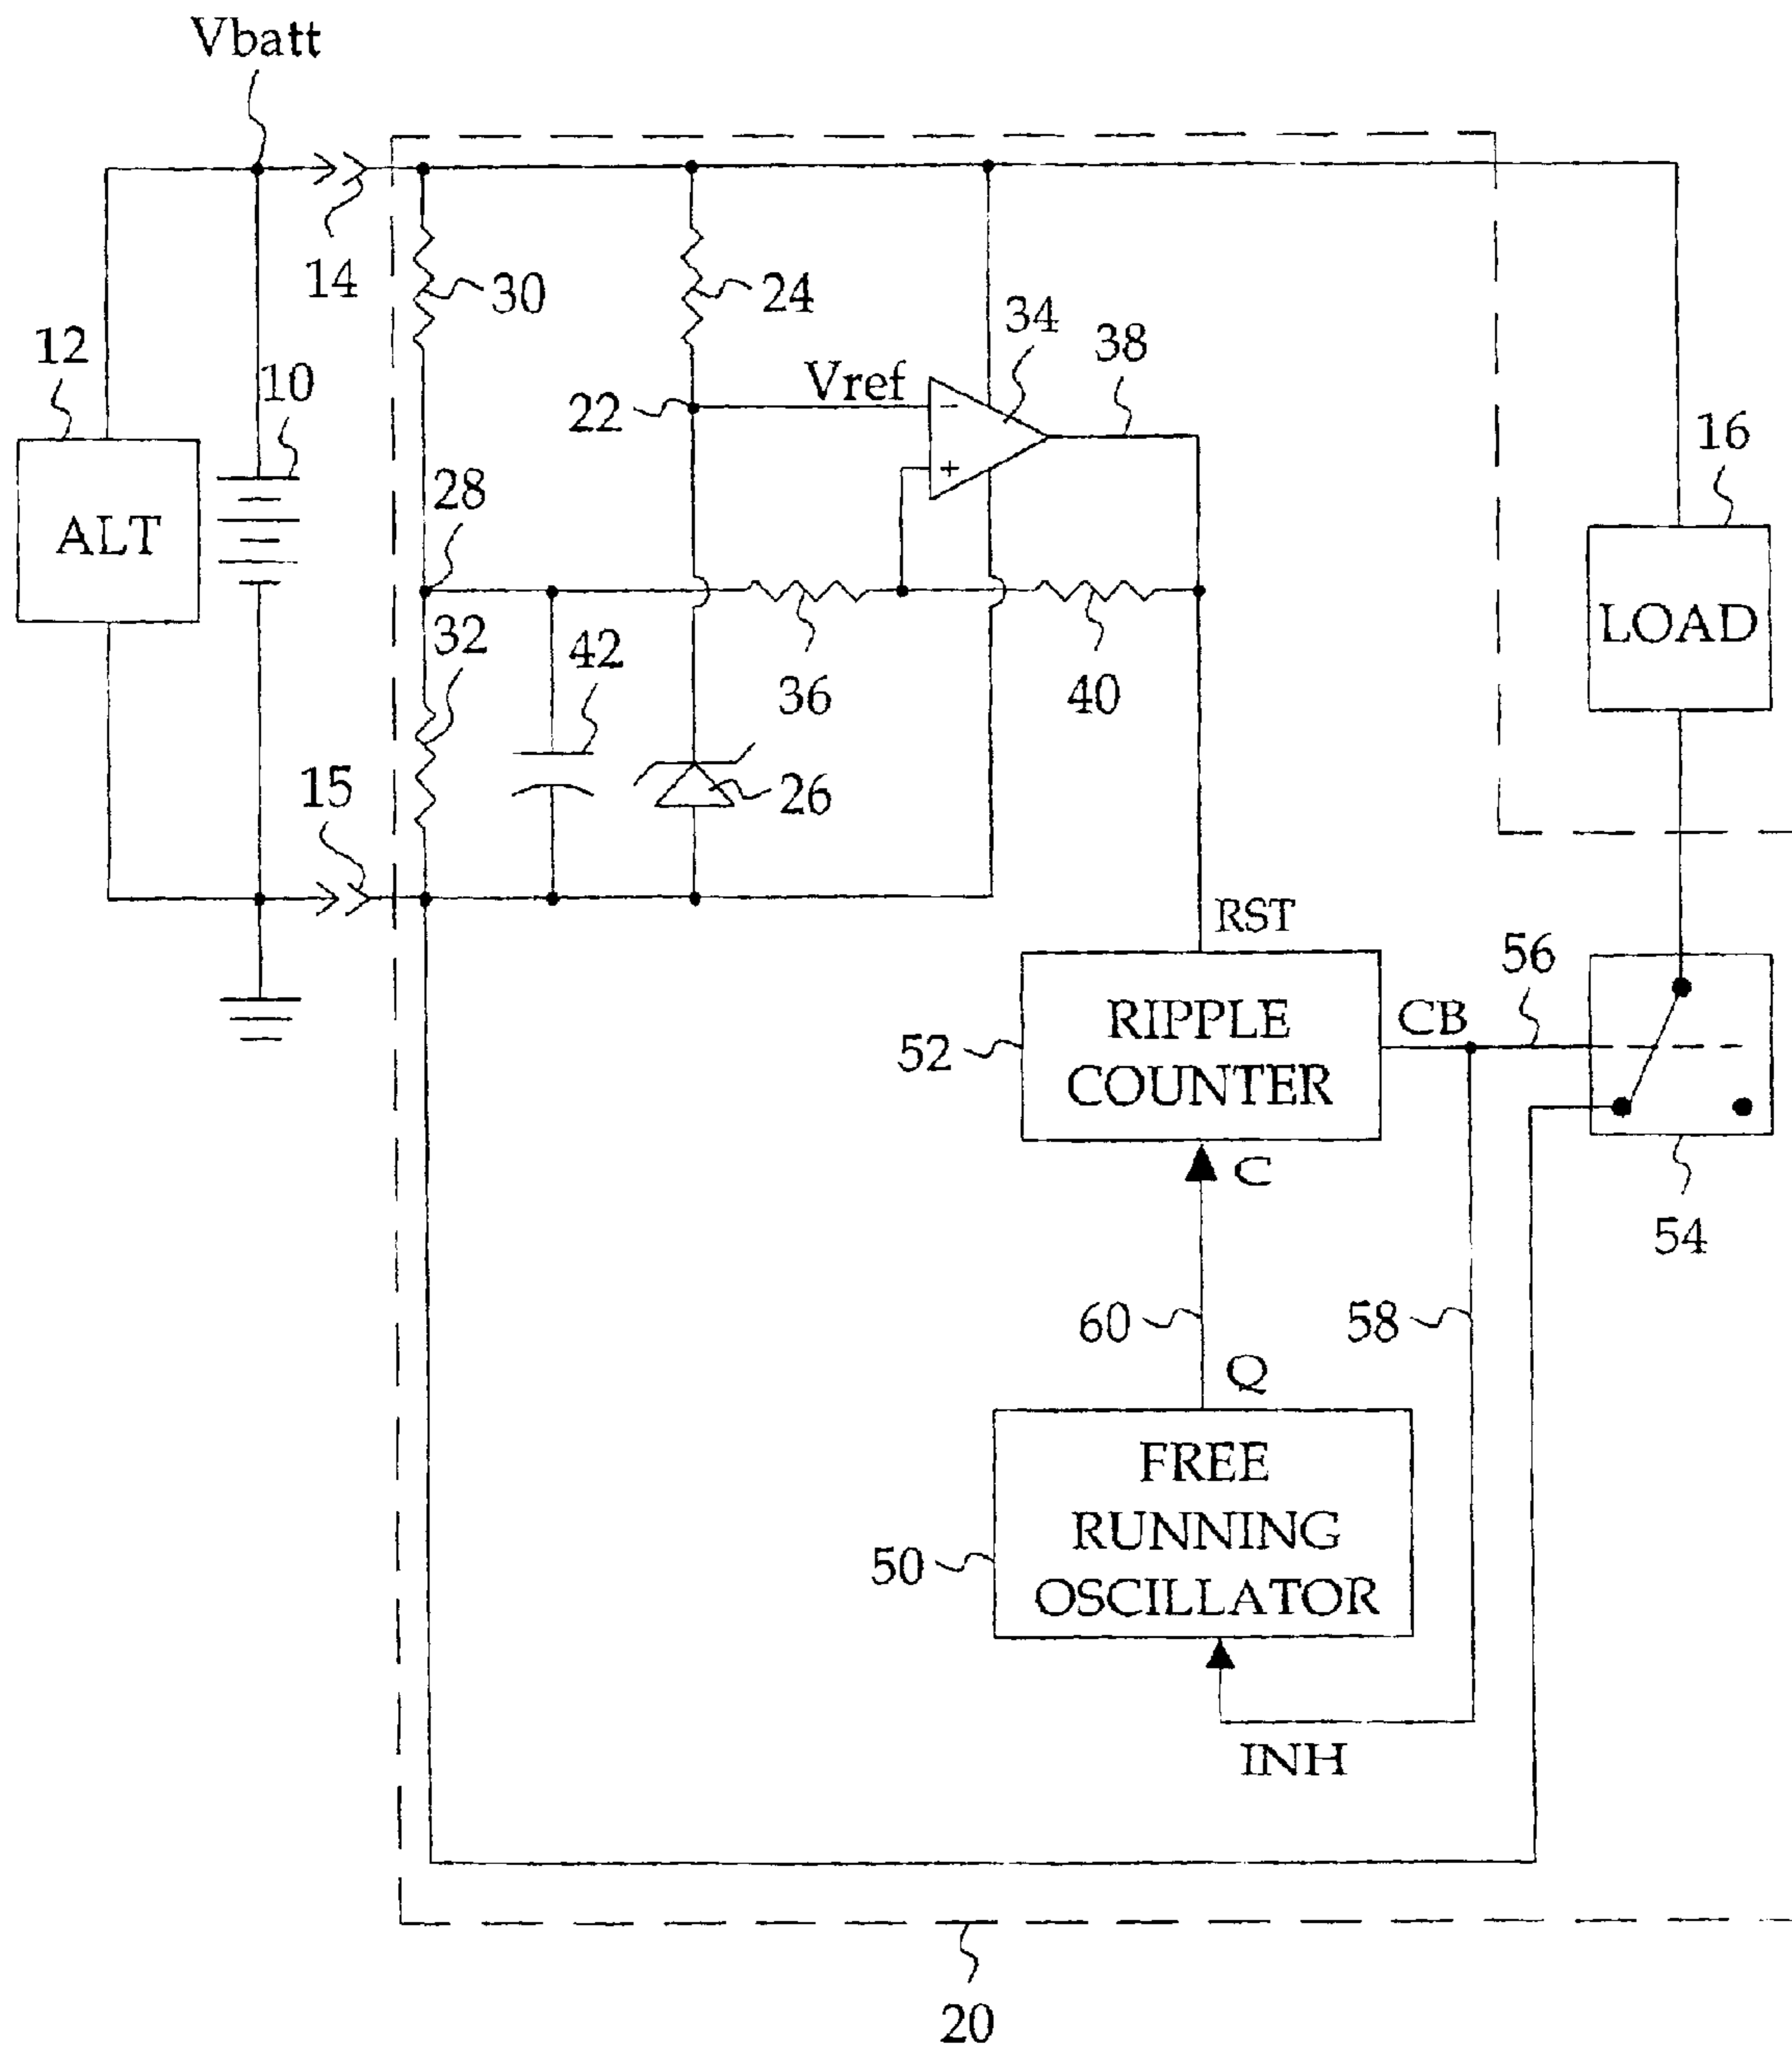 Vbatt
14
30
24
34
38
12
Vref
10
22
16
ALT
28
−
+
LOAD
32
42
36
40
15
26
RST
56
RIPPLE
COUNTER
CB
52
C
54
60
58
Q
FREE
RUNNING
OSCILLATOR
50
INH
20